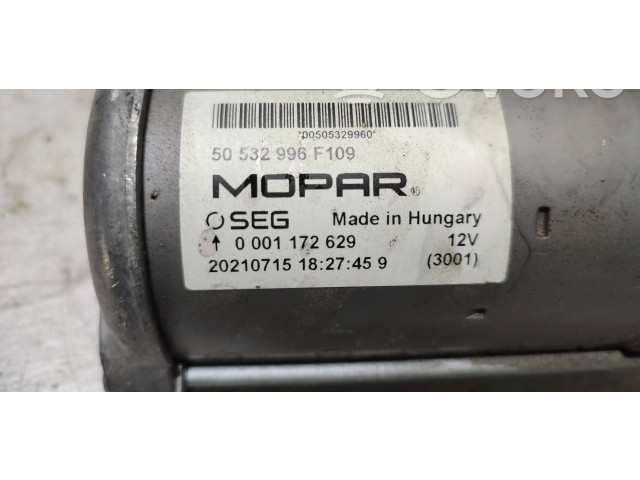 *00505329960*
50 532 996 F109
MOPAR®
SEG Made in Hungary
↑ 0 001 172 629 12V
20210715 18:27:45 9 (3001)